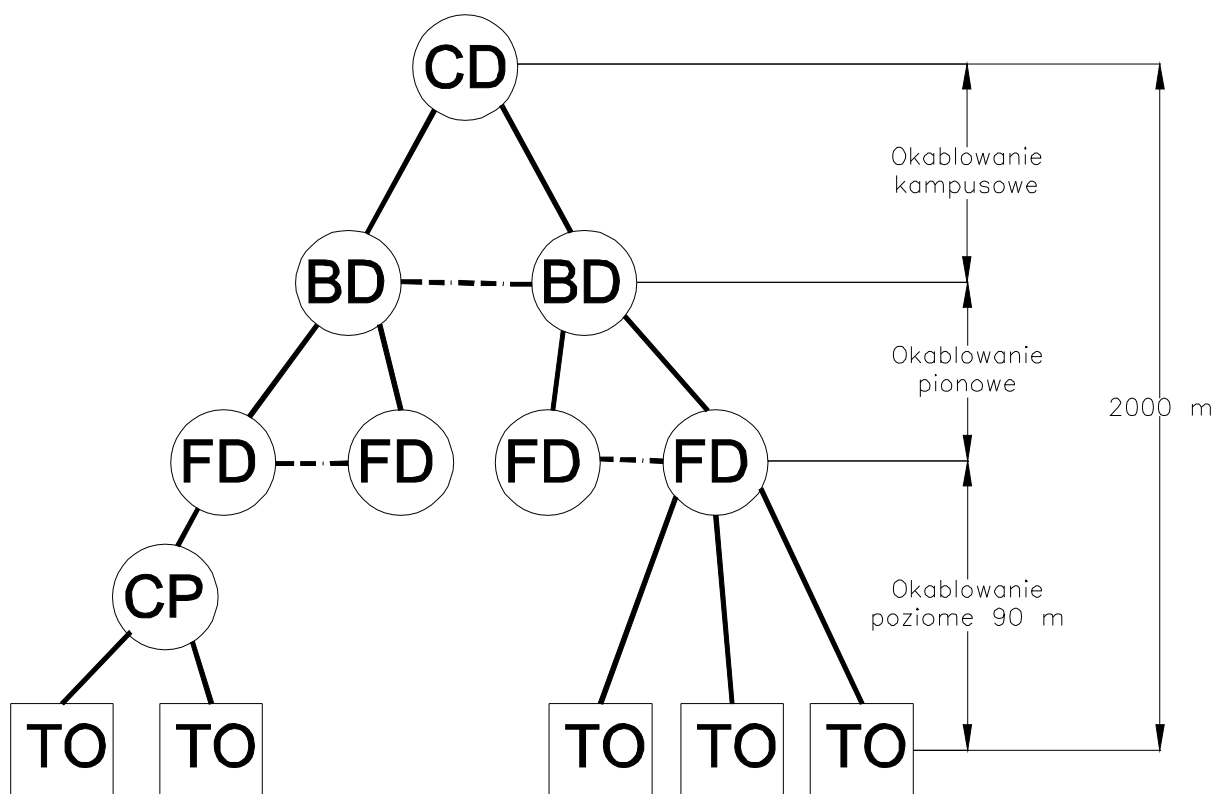 CD
Okablowanie
kampusowe
BD
BD
Okablowanie
pionowe
2000 m
FD
FD
FD
FD
CP
Okablowanie
poziome 90 m
TO
TO
TO
TO
TO